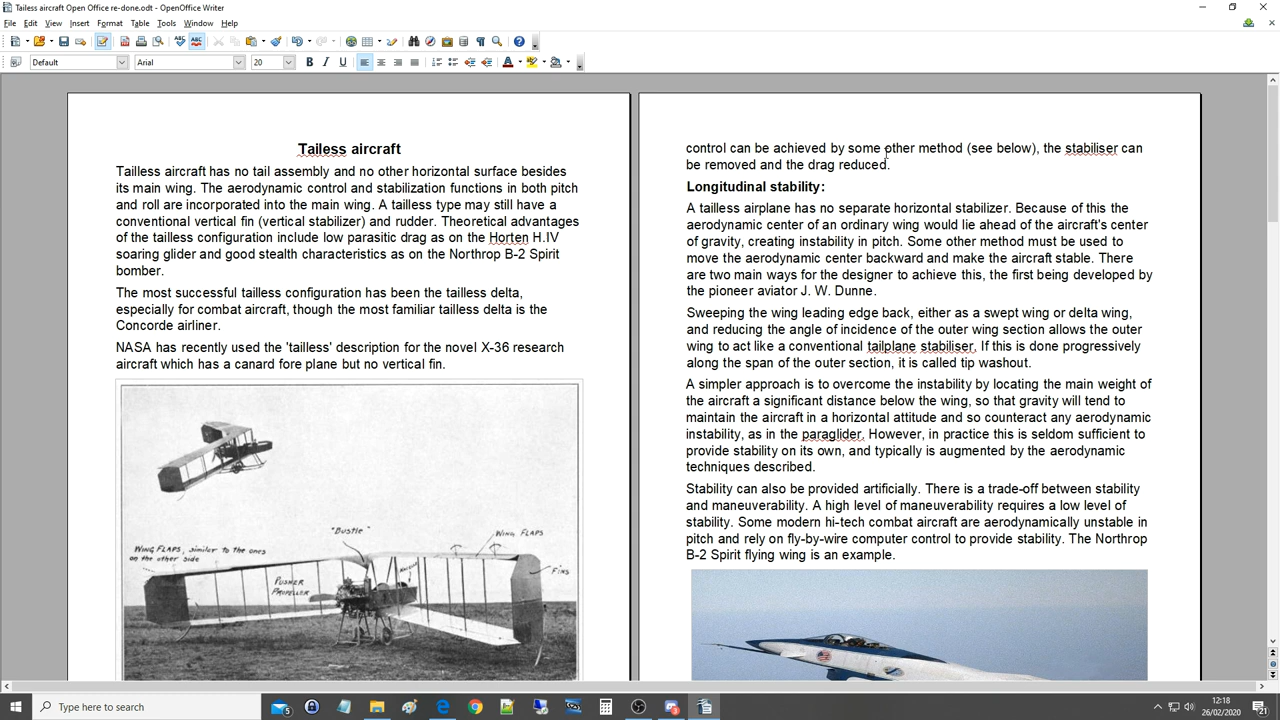 Tailless aircraft Open Office re-done.odt - OpenOffice Writer
File Edit View Insert Format Table Tools Window Help
Default Arial 20 B I U
Tailless aircraft
Tailless aircraft has no tail assembly and no other horizontal surface besides
its main wing. The aerodynamic control and stabilization functions in both pitch
and roll are incorporated into the main wing. A tailless type may still have a
conventional vertical fin (vertical stabilizer) and rudder. Theoretical advantages
of the tailless configuration include low parasitic drag as on the Horten H.IV
soaring glider and good stealth characteristics as on the Northrop B-2 Spirit
bomber.
The most successful tailless configuration has been the tailless delta,
especially for combat aircraft, though the most familiar tailless delta is the
Concorde airliner.
NASA has recently used the 'tailless' description for the novel X-36 research
aircraft which has a canard fore plane but no vertical fin.
"Bustle"
WING FLAPS
WING FLAPS, similar to the ones
on the other side
FINS
PUSHER
PROPELLER
control can be achieved by some other method (see below), the stabiliser can
be removed and the drag reduced.
Longitudinal stability:
A tailless airplane has no separate horizontal stabilizer. Because of this the
aerodynamic center of an ordinary wing would lie ahead of the aircraft's center
of gravity, creating instability in pitch. Some other method must be used to
move the aerodynamic center backward and make the aircraft stable. There
are two main ways for the designer to achieve this, the first being developed by
the pioneer aviator J. W. Dunne.
Sweeping the wing leading edge back, either as a swept wing or delta wing,
and reducing the angle of incidence of the outer wing section allows the outer
wing to act like a conventional tailplane stabiliser. If this is done progressively
along the span of the outer section, it is called tip washout.
A simpler approach is to overcome the instability by locating the main weight of
the aircraft a significant distance below the wing, so that gravity will tend to
maintain the aircraft in a horizontal attitude and so counteract any aerodynamic
instability, as in the paraglider. However, in practice this is seldom sufficient to
provide stability on its own, and typically is augmented by the aerodynamic
techniques described.
Stability can also be provided artificially. There is a trade-off between stability
and maneuverability. A high level of maneuverability requires a low level of
stability. Some modern hi-tech combat aircraft are aerodynamically unstable in
pitch and rely on fly-by-wire computer control to provide stability. The Northrop
B-2 Spirit flying wing is an example.
Type here to search
5
3
12:18
26/02/2020
21